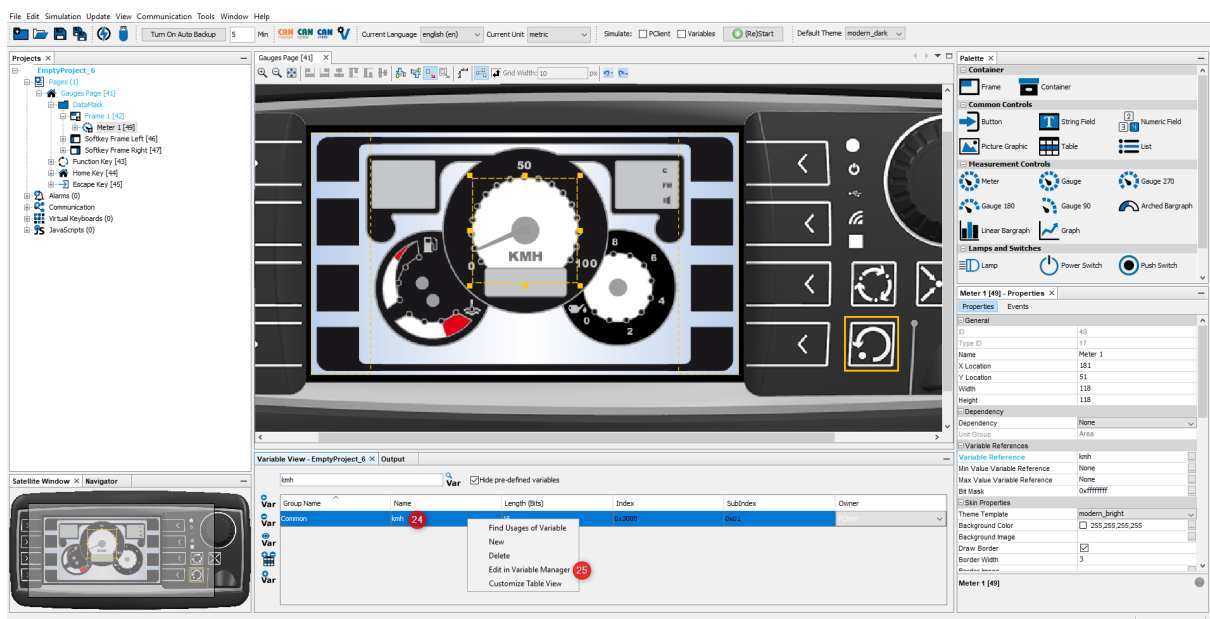 File Edit Simulation Update View Communication Tools Window Help
Turn On Auto Backup 5 Min CAN CAN CAN Current Language english (en) Current Unit metric Simulate: PClient Variables (Re)Start Default Theme modern_dark
Projects ×
EmptyProject_6
Pages (1)
Gauges Page [41]
DataMask
Frame 1 [42]
Meter 1 [49]
Softkey Frame Left [46]
Softkey Frame Right [47]
Function Key [43]
Home Key [44]
Escape Key [45]
Alarms (0)
Communication
Virtual Keyboards (0)
JavaScripts (0)
Satellite Window × Navigator
Gauges Page [41] ×
Grid Width: 10 px
50
C
FM
KMH
0
100
8
6
4
2
0
Variable View - EmptyProject_6 × Output
kmh Var Hide pre-defined variables
Var
Var
Var
Var
Group Name Name Length (Bits) Index SubIndex Owner
Common kmh 24 0x3000 0x01 PClient
Find Usages of Variable
New
Delete
Edit in Variable Manager 25
Customize Table View
Palette ×
Container
Frame Container
Common Controls
Button String Field Numeric Field
Picture Graphic Table List
Measurement Controls
Meter Gauge Gauge 270
Gauge 180 Gauge 90 Arched Bargraph
Linear Bargraph Graph
Lamps and Switches
Lamp Power Switch Push Switch
Meter 1 [49] - Properties ×
Properties Events
General
ID 49
Type ID 17
Name Meter 1
X Location 181
Y Location 51
Width 118
Height 118
Dependency
Dependency None
Unit Group Area
Variable References
Variable Reference kmh
Min Value Variable Reference None
Max Value Variable Reference None
Bit Mask 0xffffffff
Skin Properties
Theme Template modern_bright
Background Color 255,255,255
Background Image
Draw Border
Border Width 3
Border Image
Meter 1 [49]